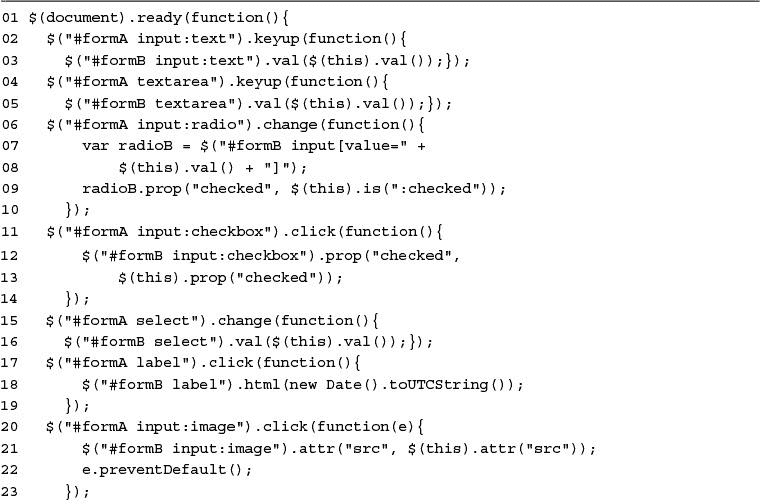 01 $(document).ready(function(){
02   $("#formA input:text").keyup(function(){
03     $("#formB input:text").val($(this).val());});
04   $("#formA textarea").keyup(function(){
05     $("#formB textarea").val($(this).val());});
06   $("#formA input:radio").change(function(){
07       var radioB = $("#formB input[value=" +
08           $(this).val() + "]");
09       radioB.prop("checked", $(this).is(":checked"));
10     });
11   $("#formA input:checkbox").click(function(){
12       $("#formB input:checkbox").prop("checked",
13           $(this).prop("checked"));
14     });
15   $("#formA select").change(function(){
16     $("#formB select").val($(this).val());});
17   $("#formA label").click(function(){
18       $("#formB label").html(new Date().toUTCString());
19     });
20   $("#formA input:image").click(function(e){
21       $("#formB input:image").attr("src", $(this).attr("src"));
22       e.preventDefault();
23     });